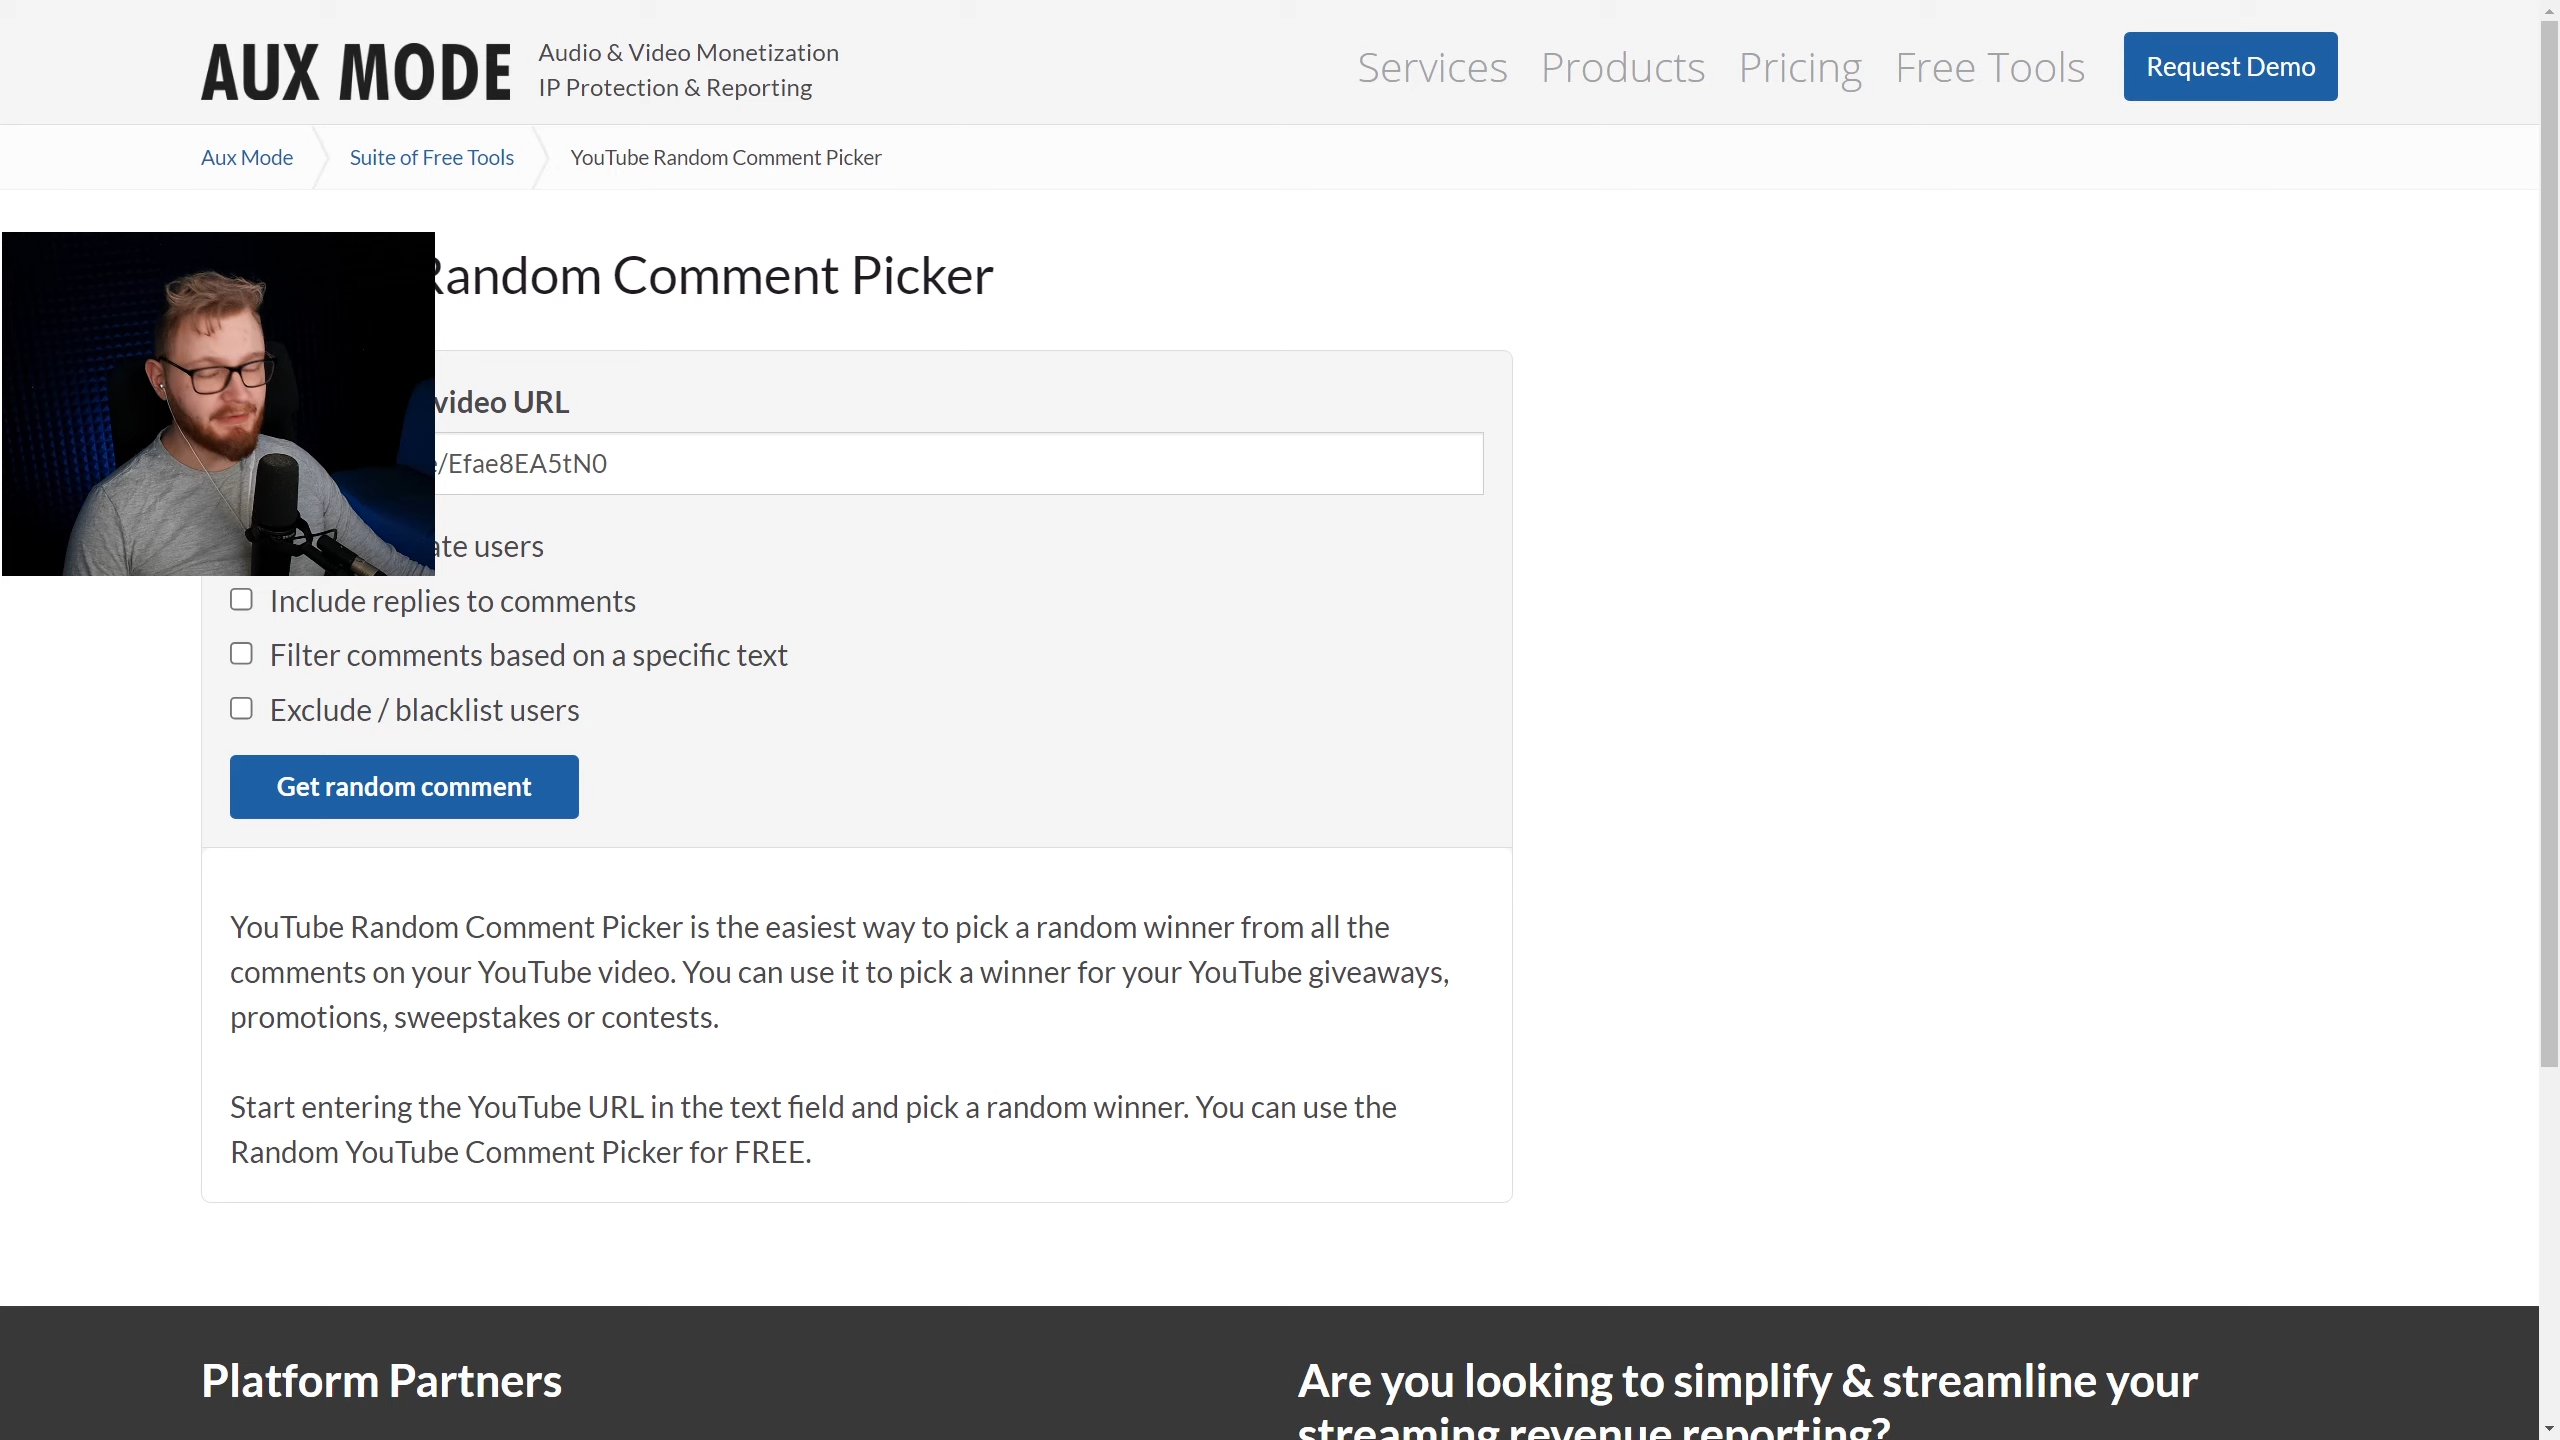 AUX MODE
Audio & Video Monetization
IP Protection & Reporting
Services
Products
Pricing
Free Tools
Request Demo
Aux Mode
Suite of Free Tools
YouTube Random Comment Picker
Random Comment Picker
video URL
/Efae8EA5tN0
users
Include replies to comments
Filter comments based on a specific text
Exclude / blacklist users
Get random comment
YouTube Random Comment Picker is the easiest way to pick a random winner from all the
comments on your YouTube video. You can use it to pick a winner for your YouTube giveaways,
promotions, sweepstakes or contests.
Start entering the YouTube URL in the text field and pick a random winner. You can use the
Random YouTube Comment Picker for FREE.
Platform Partners
Are you looking to simplify & streamline your
streaming revenue reporting?